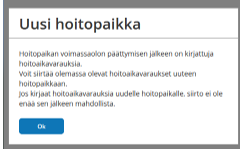 Uusi hoitopaikka
Hoitopaikan voimassaolon päättymisen jälkeen on kirjattuja
hoitoaikavarauksia.
Voit siirtää olemassa olevat hoitoaikavaraukset uuteen
hoitopaikkaan.
Jos kirjaat hoitoaikavarauksia uudelle hoitopaikalle, siirto ei ole
enää sen jälkeen mahdollista.
Ok